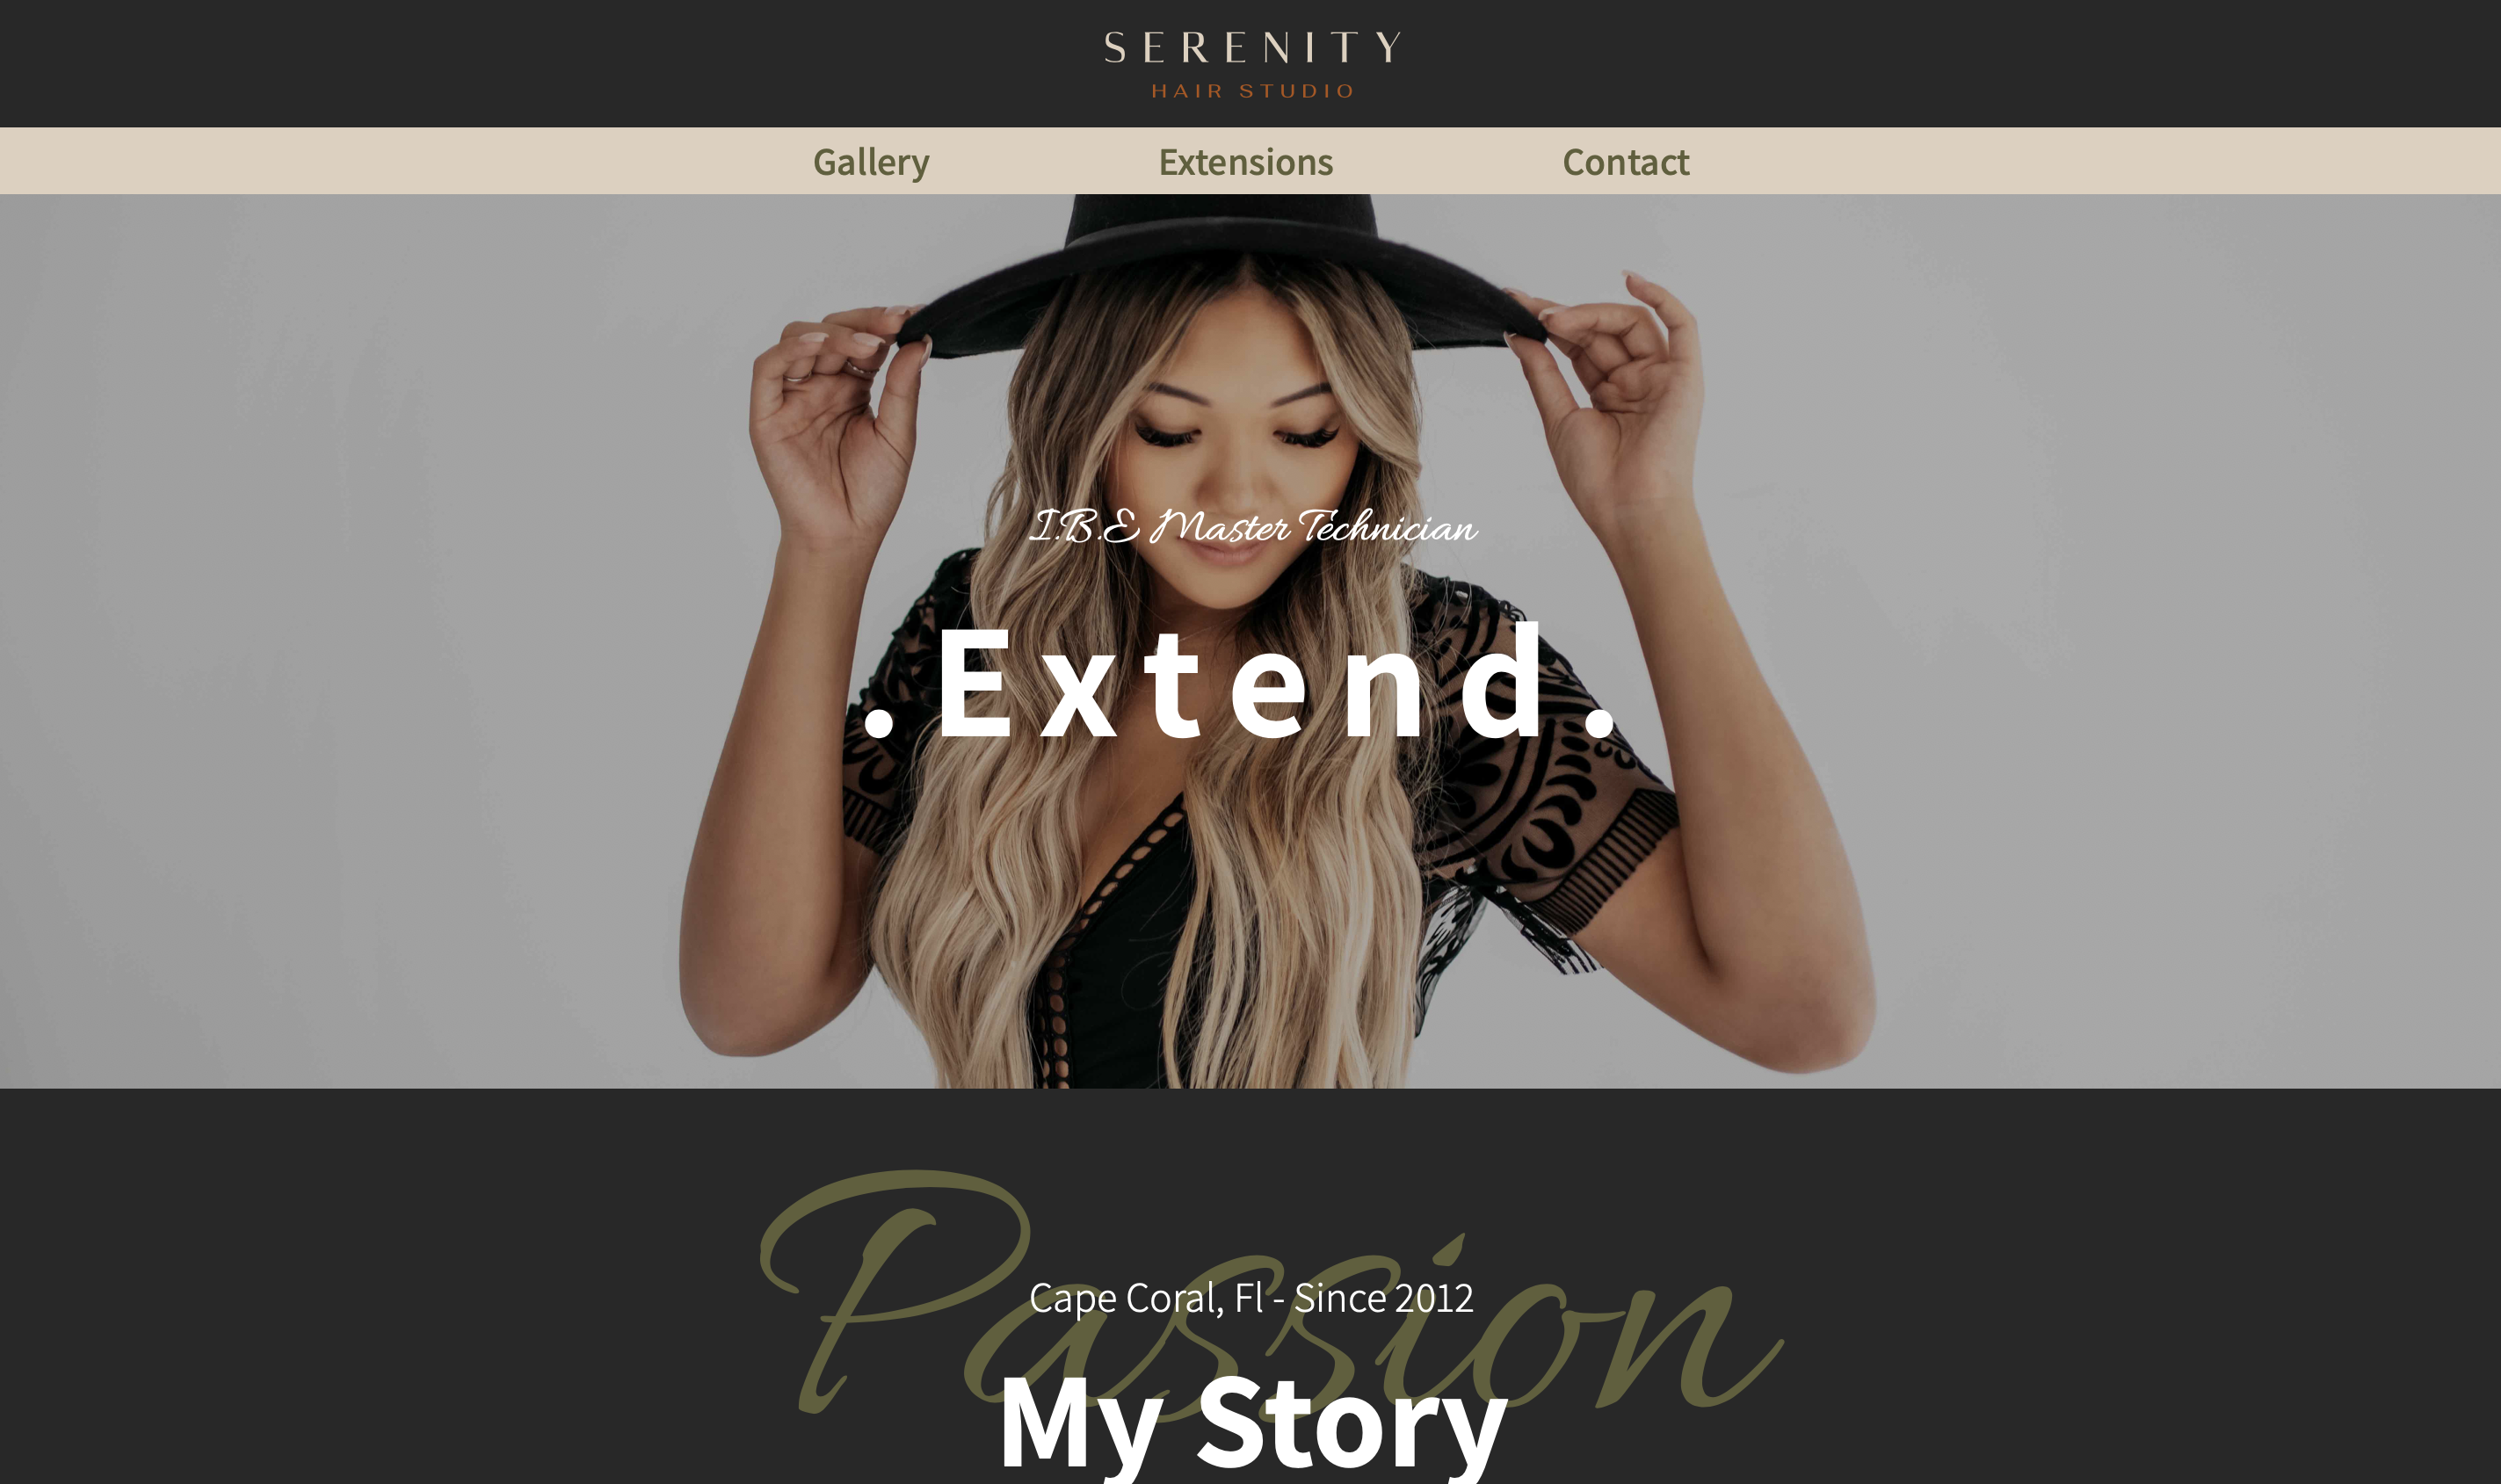 SERENITY
HAIR STUDIO
Gallery Extensions Contact
I.B.E Master Technician
.Extend.
Passion
Cape Coral, Fl - Since 2012
My Story